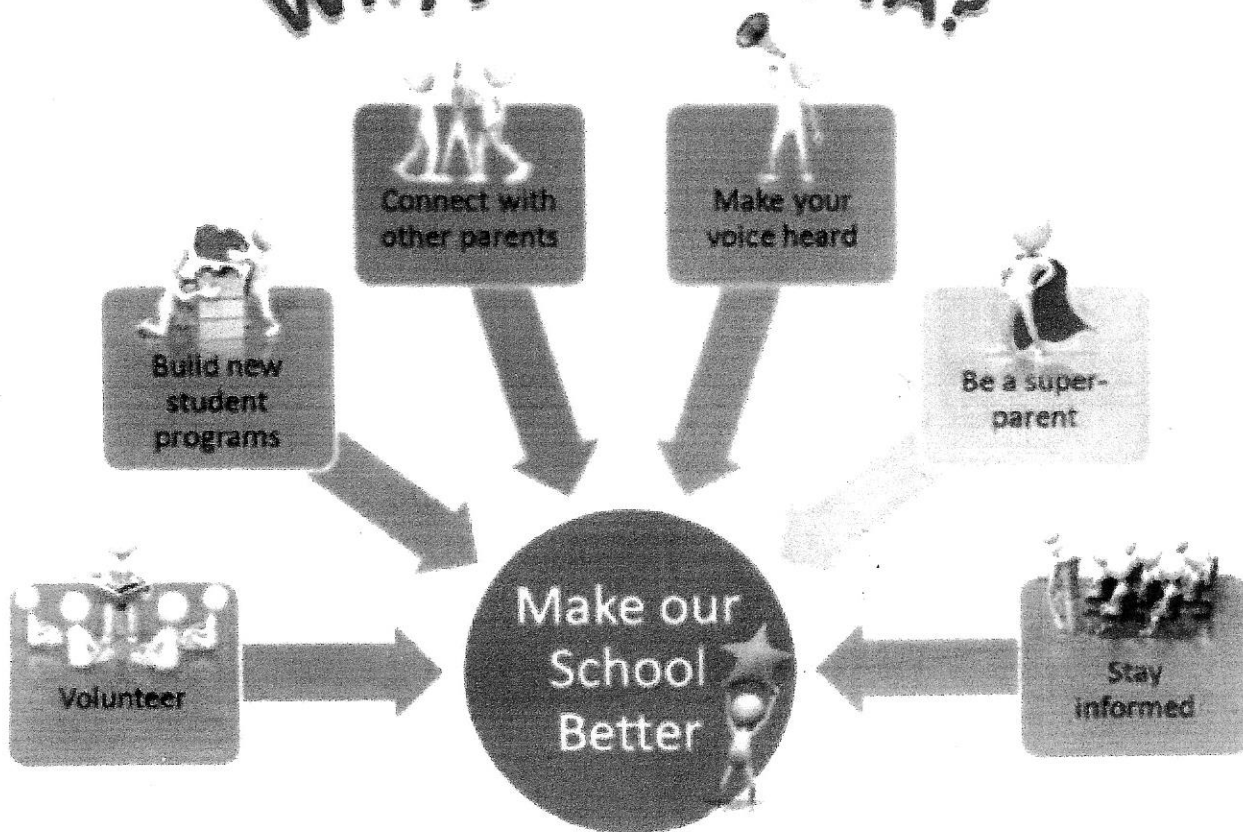 Connect with
other parents
Make your
voice heard
Build new
student
programs
Be a super-
parent
Volunteer
Make our
School
Better
Stay
informed